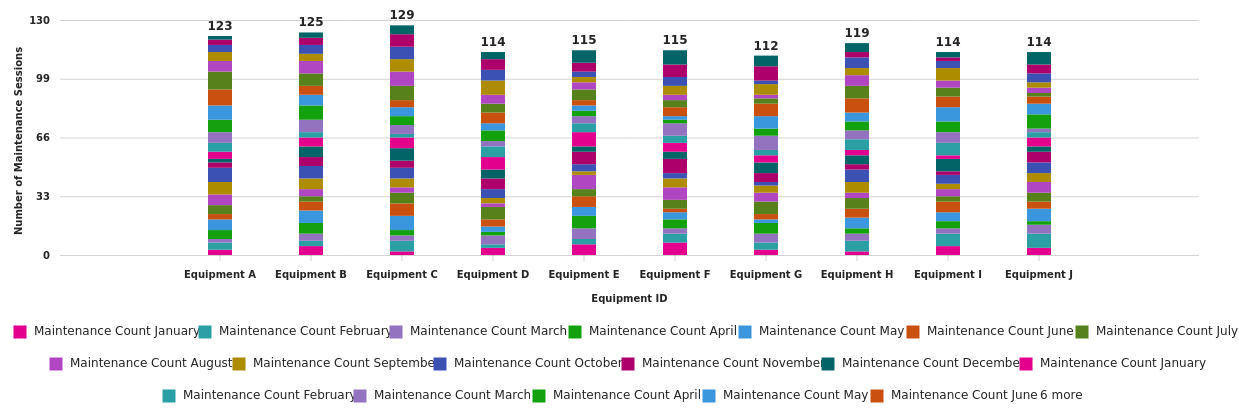 130
99
66
33
0
Number of Maintenance Sessions
123
125
129
114
115
115
112
119
114
114
Equipment A
Equipment B
Equipment C
Equipment D
Equipment E
Equipment F
Equipment G
Equipment H
Equipment I
Equipment J
Equipment ID
Maintenance Count January Maintenance Count February Maintenance Count March Maintenance Count April Maintenance Count May Maintenance Count June Maintenance Count July
Maintenance Count August Maintenance Count Septembe Maintenance Count October Maintenance Count Novembe Maintenance Count Decembe Maintenance Count January
Maintenance Count February Maintenance Count March Maintenance Count April Maintenance Count May Maintenance Count June 6 more